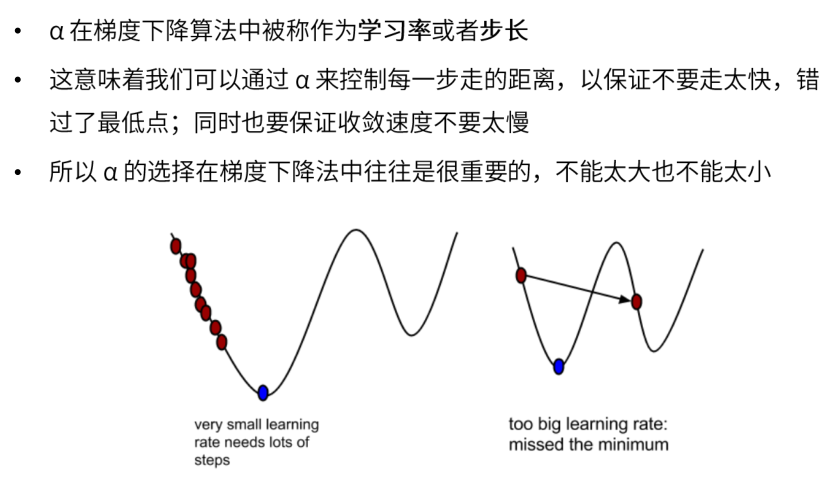 • α 在梯度下降算法中被称作为学习率或者步长
• 这意味着我们可以通过 α 来控制每一步走的距离，以保证不要走太快，错
过了最低点；同时也要保证收敛速度不要太慢
• 所以 α 的选择在梯度下降法中往往是很重要的，不能太大也不能太小
very small learning
rate needs lots of
steps
too big learning rate:
missed the minimum